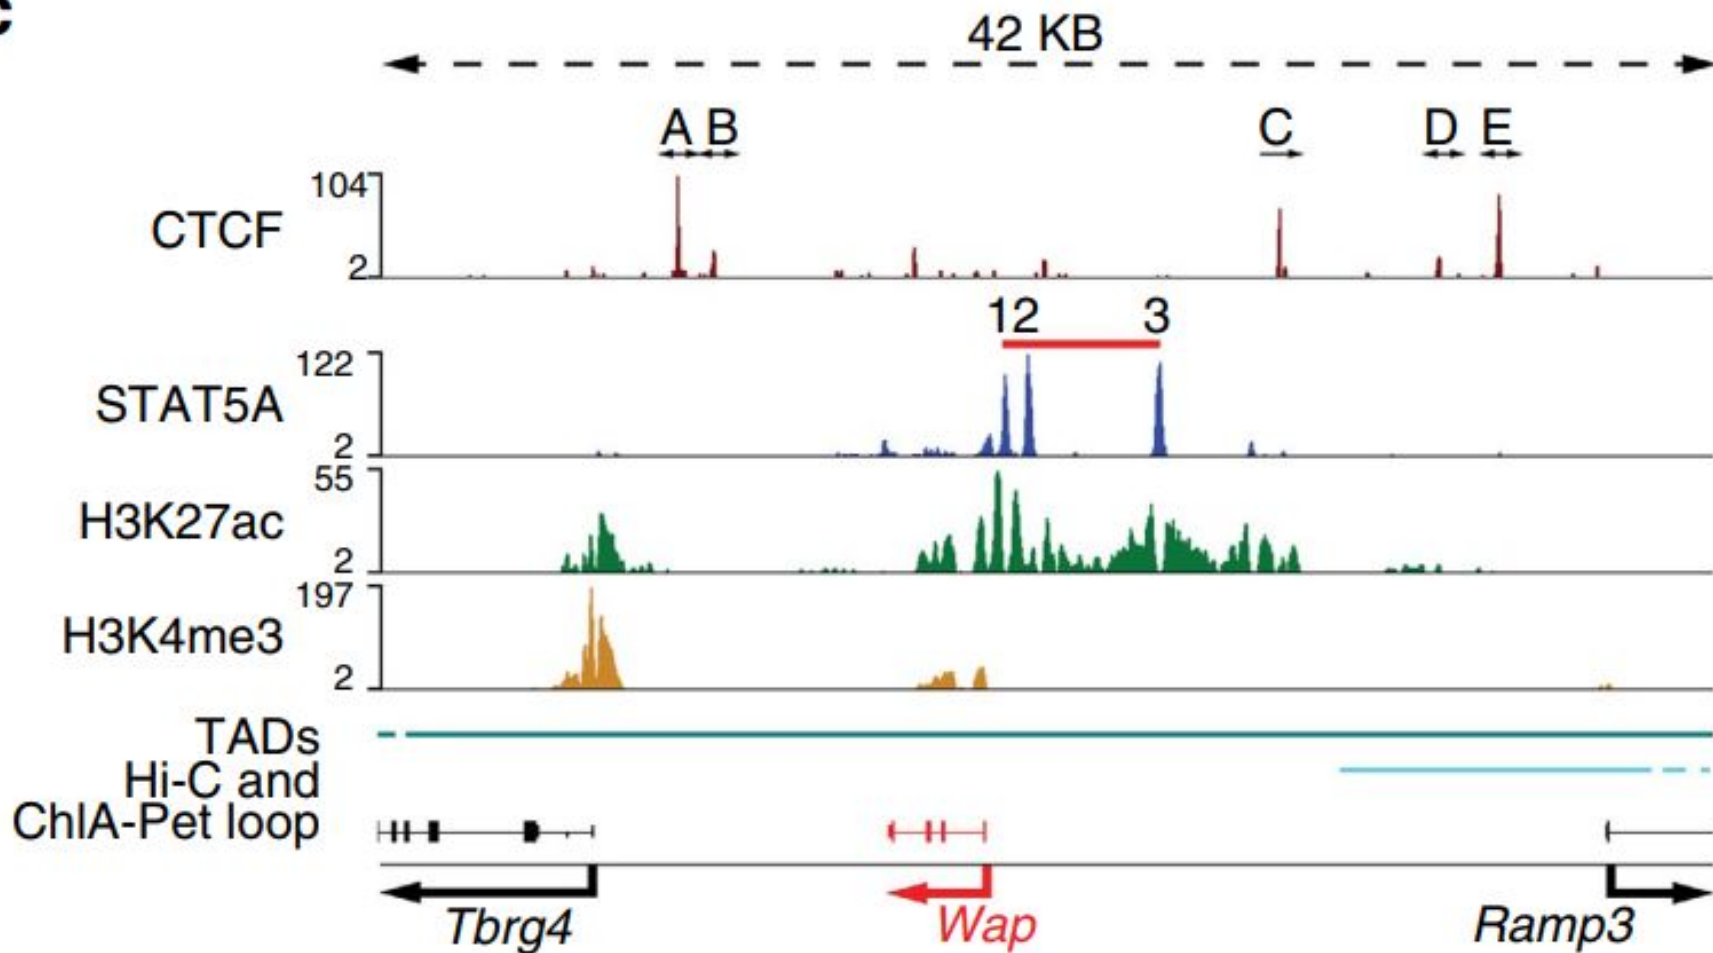 c
42 KB
A B C D E
104
CTCF
2
12 3
122
STAT5A
2
55
H3K27ac
2
197
H3K4me3
2
TADs
Hi-C and
ChIA-Pet loop
Tbrg4 Wap Ramp3